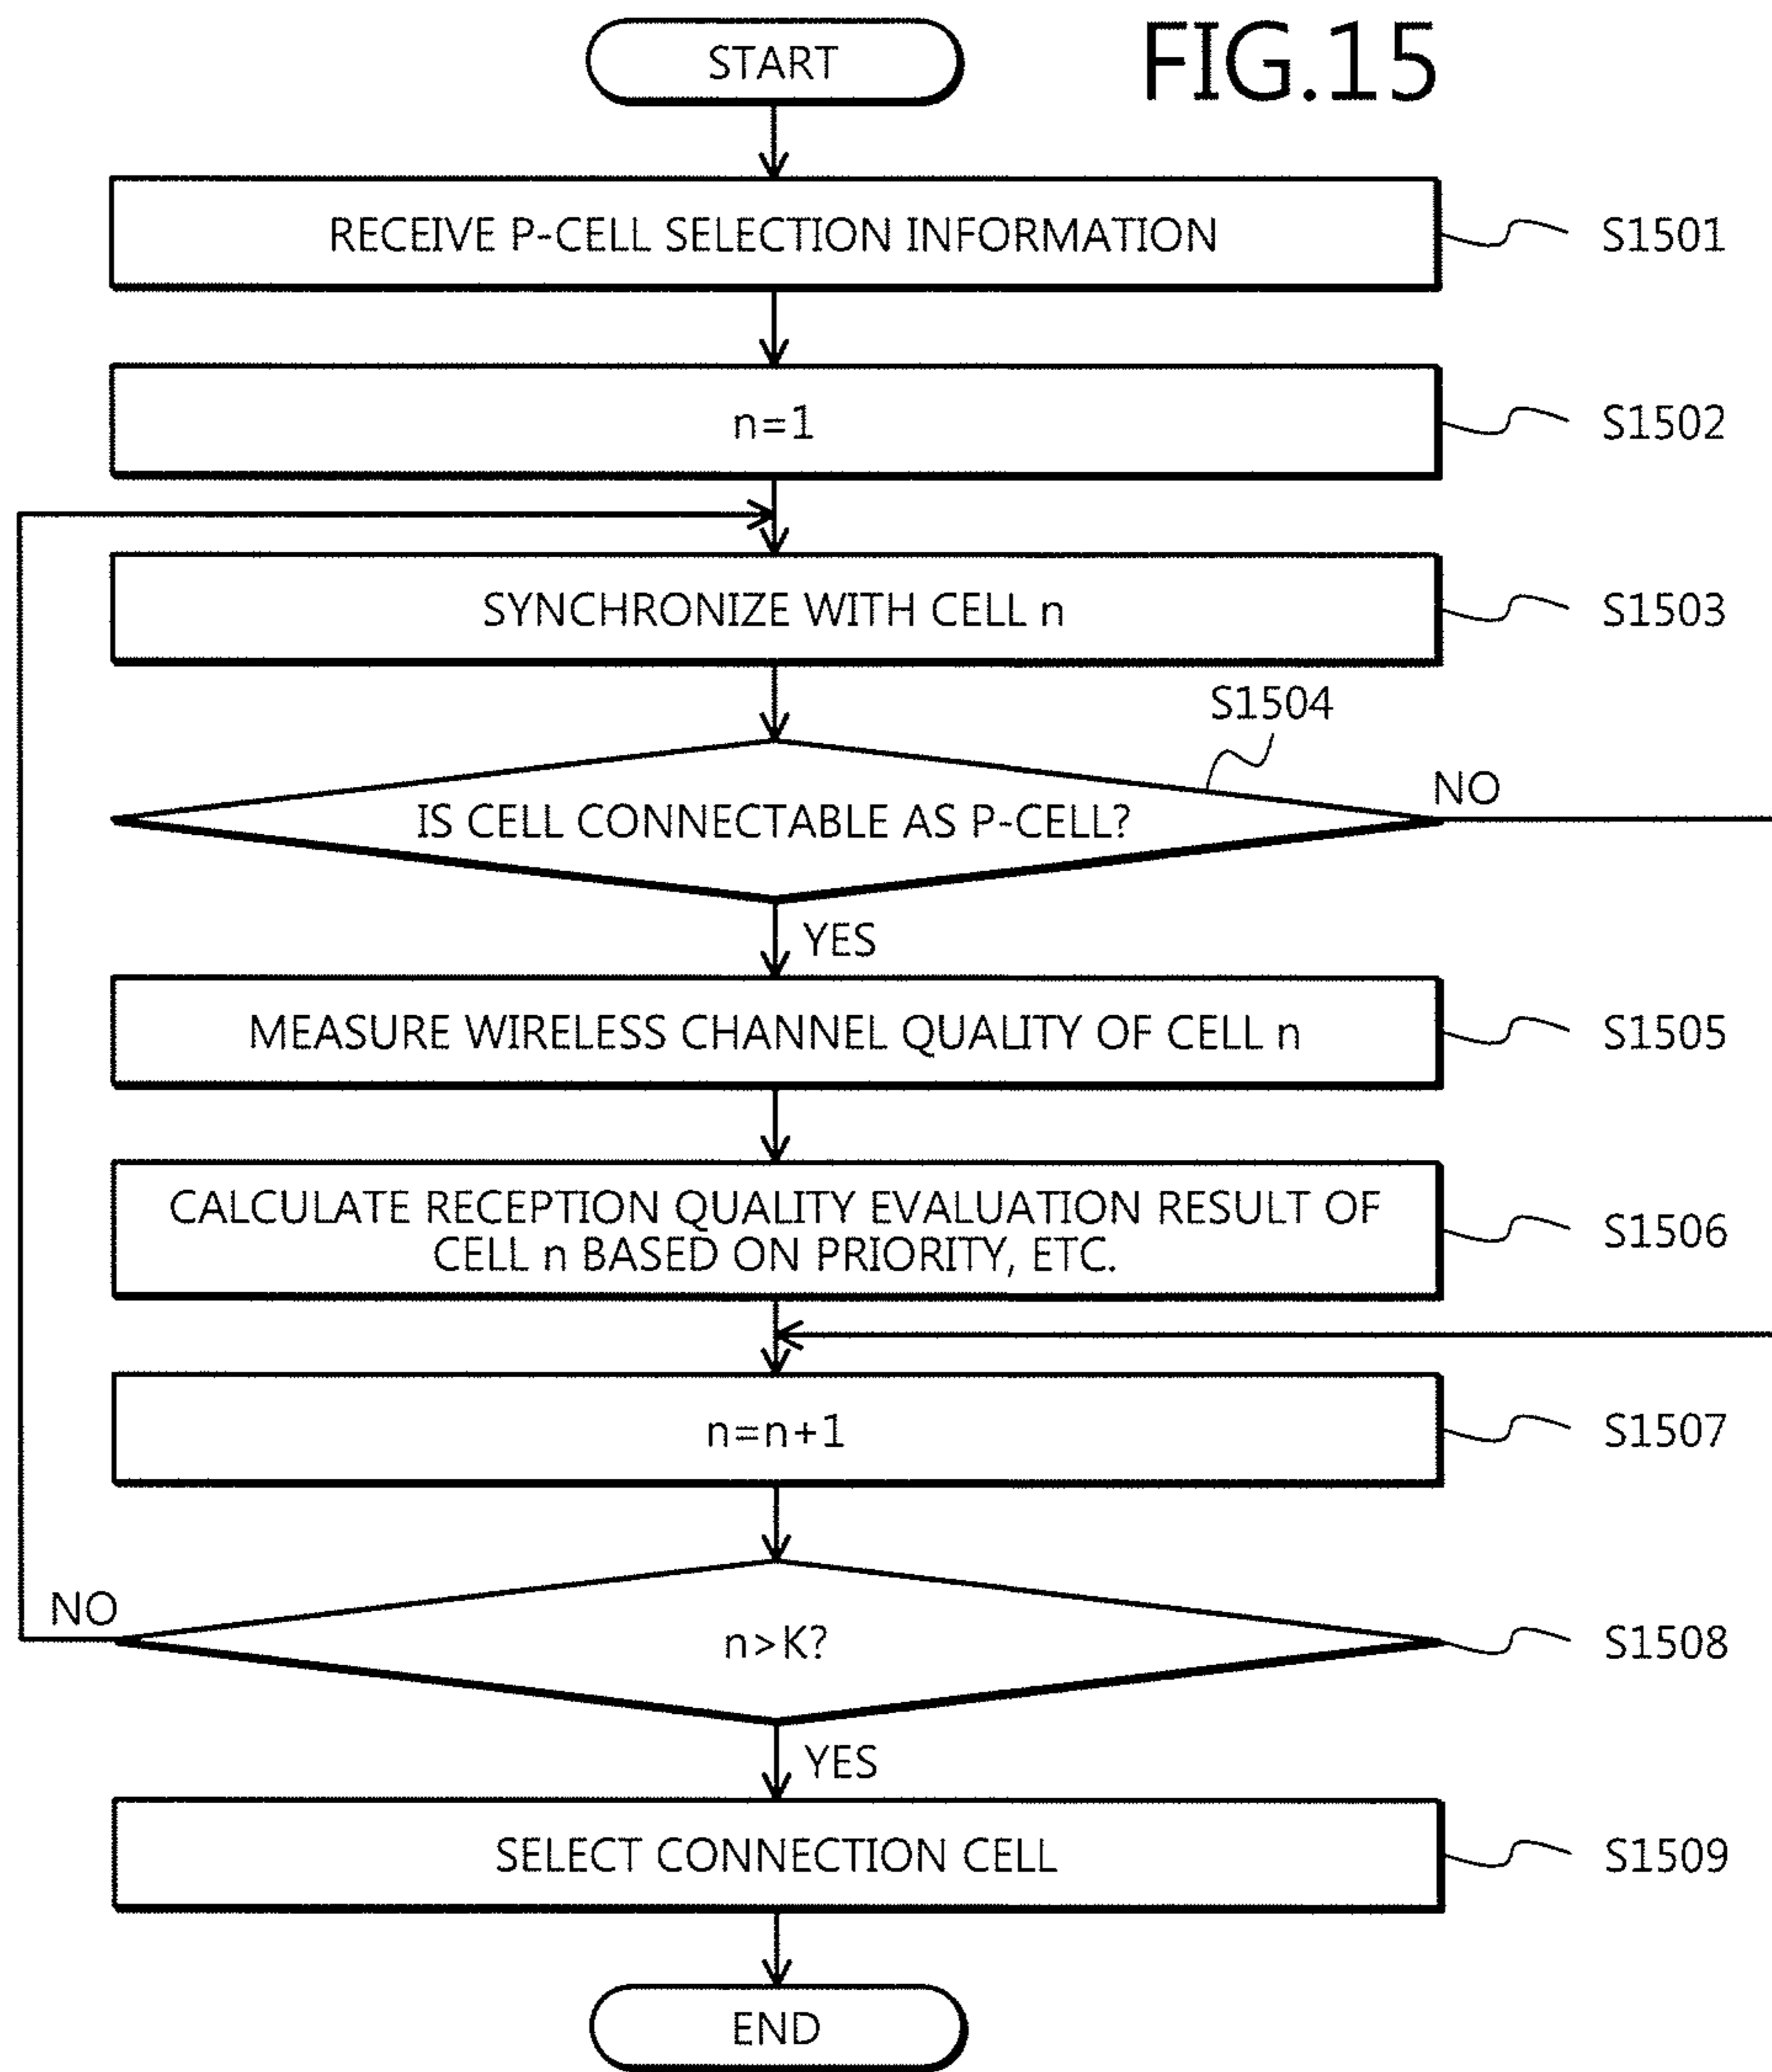 FIG.15
START
RECEIVE P-CELL SELECTION INFORMATION
S1501
n=1
S1502
SYNCHRONIZE WITH CELL n
S1503
S1504
IS CELL CONNECTABLE AS P-CELL?
NO
YES
MEASURE WIRELESS CHANNEL QUALITY OF CELL n
S1505
CALCULATE RECEPTION QUALITY EVALUATION RESULT OF
CELL n BASED ON PRIORITY, ETC.
S1506
n=n+1
S1507
NO
n>K?
S1508
YES
SELECT CONNECTION CELL
S1509
END